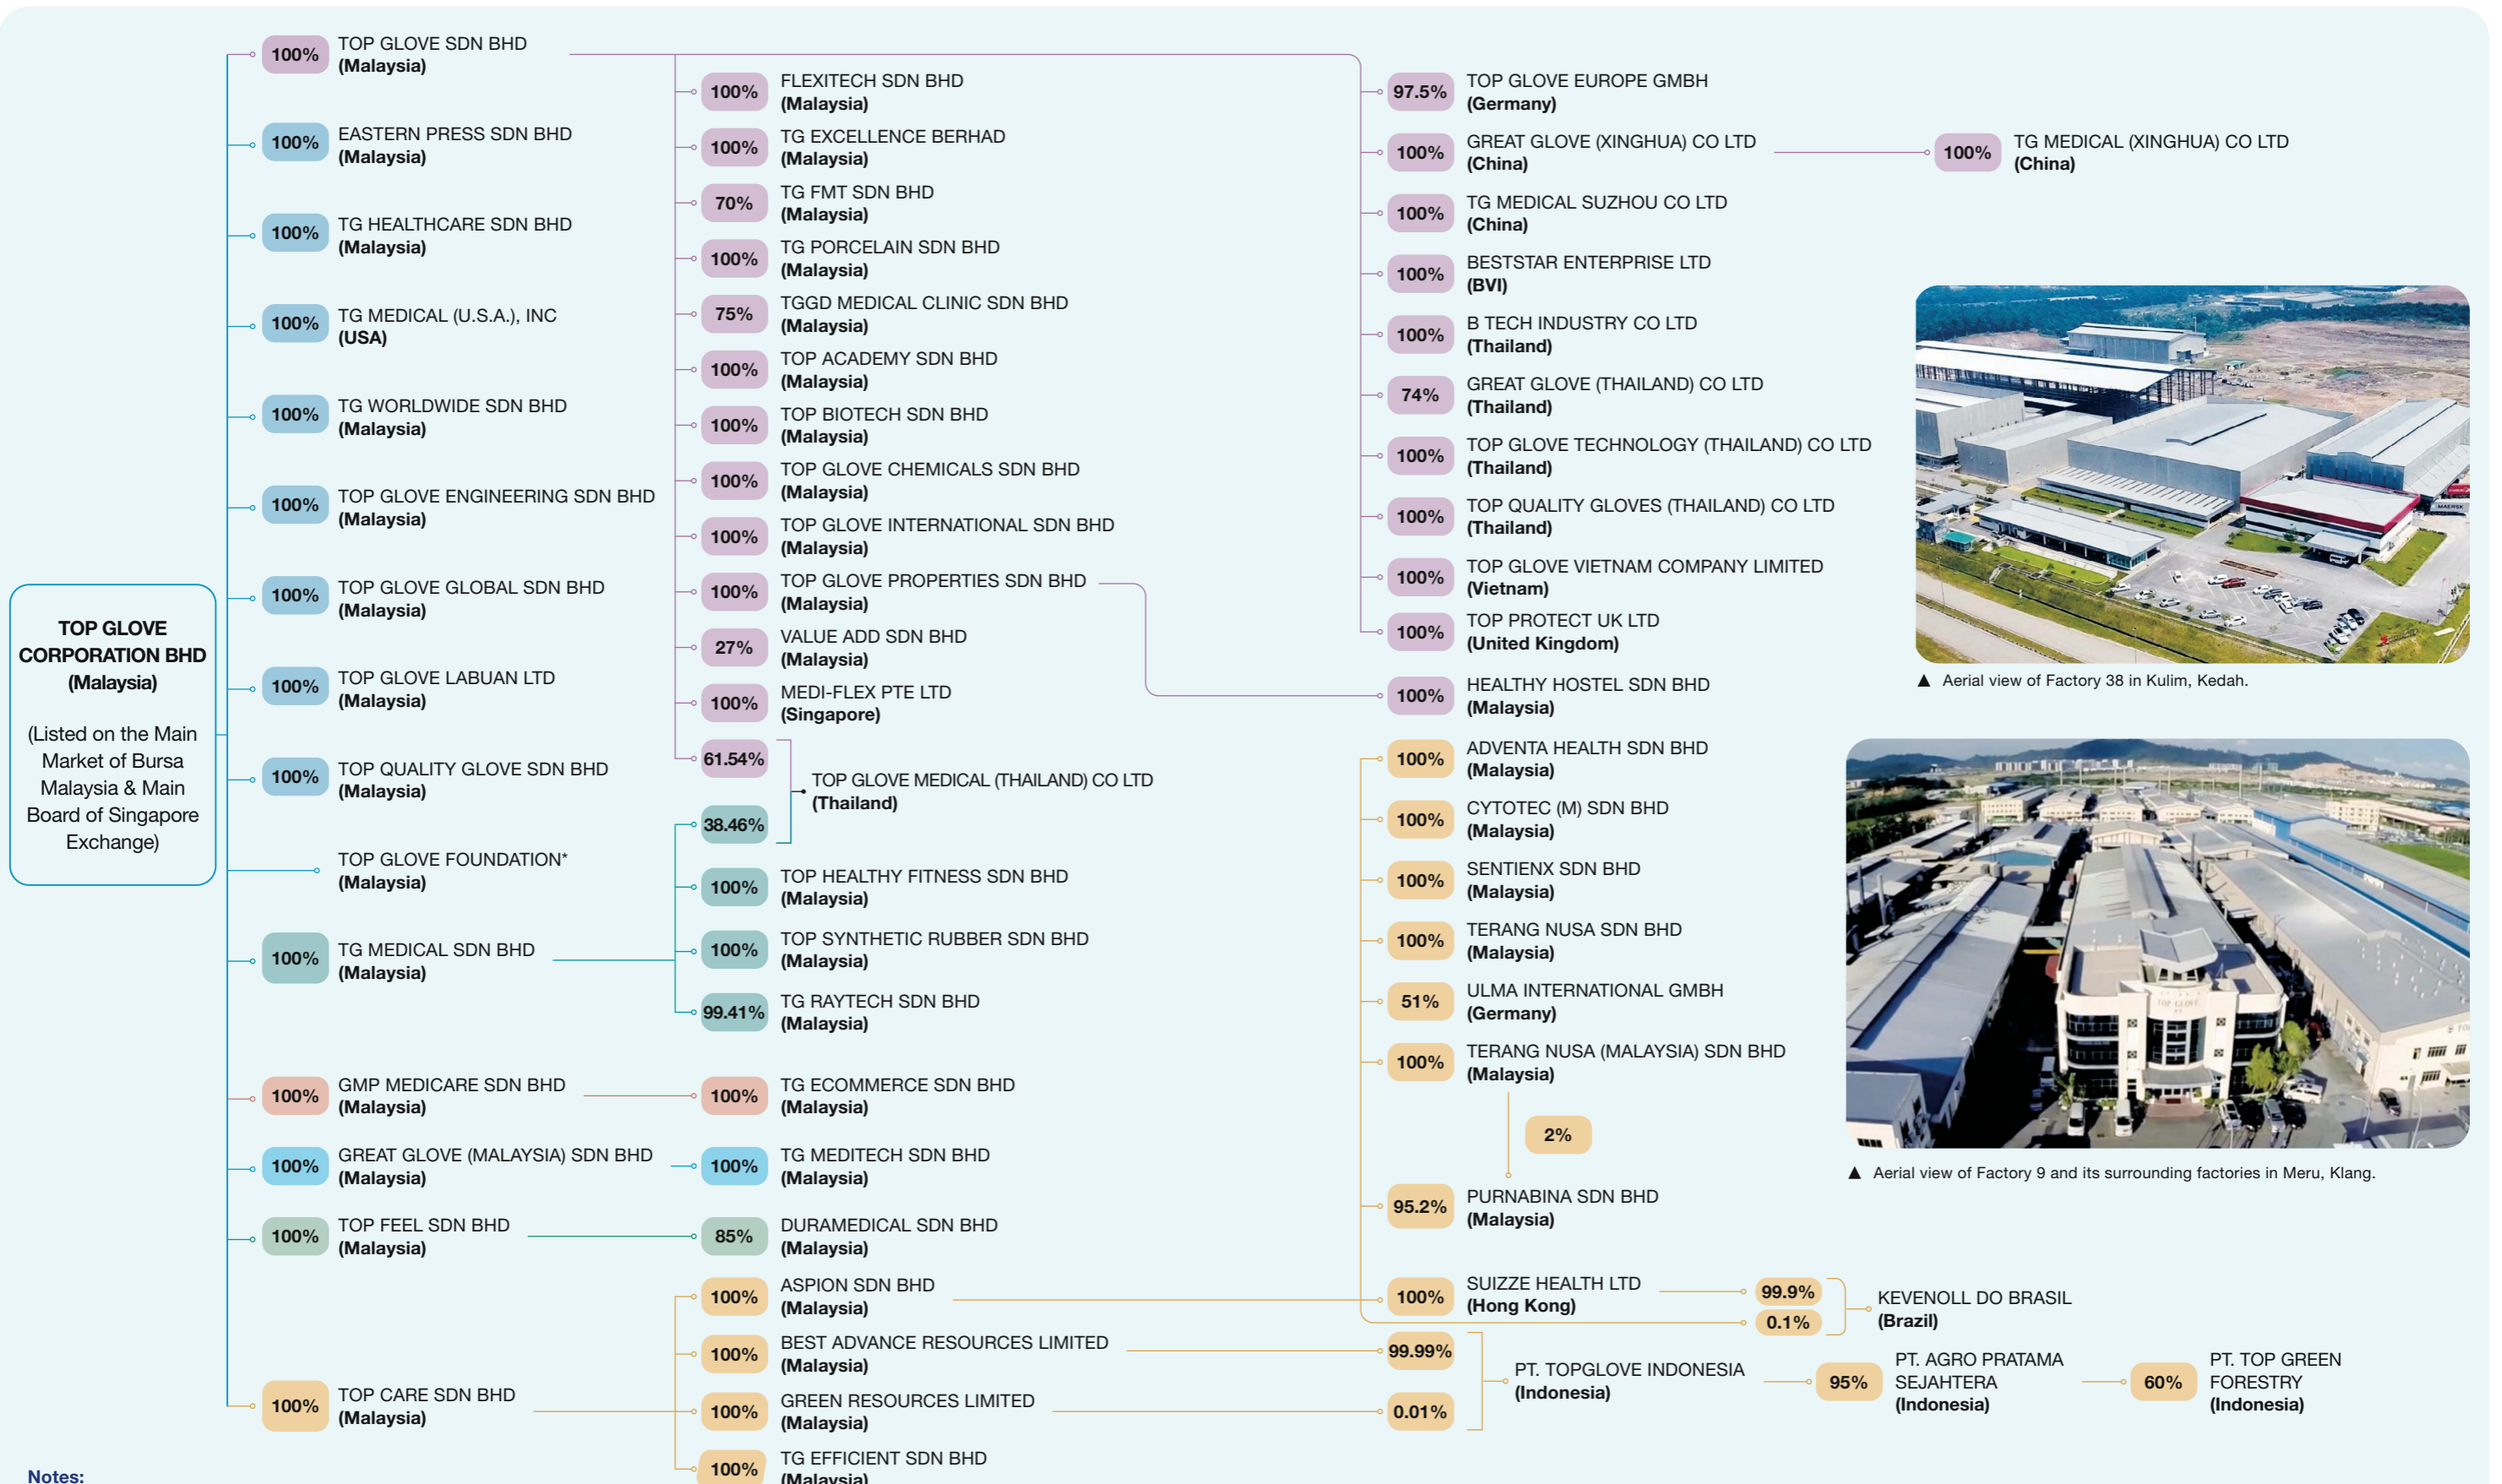 TOP GLOVE
CORPORATION BHD
(Malaysia)
(Listed on the Main
Market of Bursa
Malaysia & Main
Board of Singapore
Exchange)
100%
TOP GLOVE SDN BHD
(Malaysia)
100%
EASTERN PRESS SDN BHD
(Malaysia)
100%
TG HEALTHCARE SDN BHD
(Malaysia)
100%
TG MEDICAL (U.S.A.), INC
(USA)
100%
TG WORLDWIDE SDN BHD
(Malaysia)
100%
TOP GLOVE ENGINEERING SDN BHD
(Malaysia)
100%
TOP GLOVE GLOBAL SDN BHD
(Malaysia)
100%
TOP GLOVE LABUAN LTD
(Malaysia)
100%
TOP QUALITY GLOVE SDN BHD
(Malaysia)
TOP GLOVE FOUNDATION*
(Malaysia)
100%
TG MEDICAL SDN BHD
(Malaysia)
100%
GMP MEDICARE SDN BHD
(Malaysia)
100%
GREAT GLOVE (MALAYSIA) SDN BHD
(Malaysia)
100%
TOP FEEL SDN BHD
(Malaysia)
100%
TOP CARE SDN BHD
(Malaysia)
100%
FLEXITECH SDN BHD
(Malaysia)
100%
TG EXCELLENCE BERHAD
(Malaysia)
70%
TG FMT SDN BHD
(Malaysia)
100%
TG PORCELAIN SDN BHD
(Malaysia)
75%
TGGD MEDICAL CLINIC SDN BHD
(Malaysia)
100%
TOP ACADEMY SDN BHD
(Malaysia)
100%
TOP BIOTECH SDN BHD
(Malaysia)
100%
TOP GLOVE CHEMICALS SDN BHD
(Malaysia)
100%
TOP GLOVE INTERNATIONAL SDN BHD
(Malaysia)
100%
TOP GLOVE PROPERTIES SDN BHD
(Malaysia)
27%
VALUE ADD SDN BHD
(Malaysia)
100%
MEDI-FLEX PTE LTD
(Singapore)
61.54%
38.46%
TOP GLOVE MEDICAL (THAILAND) CO LTD
(Thailand)
100%
TOP HEALTHY FITNESS SDN BHD
(Malaysia)
100%
TOP SYNTHETIC RUBBER SDN BHD
(Malaysia)
99.41%
TG RAYTECH SDN BHD
(Malaysia)
100%
TG ECOMMERCE SDN BHD
(Malaysia)
100%
TG MEDITECH SDN BHD
(Malaysia)
85%
DURAMEDICAL SDN BHD
(Malaysia)
100%
ASPION SDN BHD
(Malaysia)
100%
BEST ADVANCE RESOURCES LIMITED
(Malaysia)
100%
GREEN RESOURCES LIMITED
(Malaysia)
100%
TG EFFICIENT SDN BHD
(Malaysia)
97.5%
TOP GLOVE EUROPE GMBH
(Germany)
100%
GREAT GLOVE (XINGHUA) CO LTD
(China)
100%
TG MEDICAL (XINGHUA) CO LTD
(China)
100%
TG MEDICAL SUZHOU CO LTD
(China)
100%
BESTSTAR ENTERPRISE LTD
(BVI)
100%
B TECH INDUSTRY CO LTD
(Thailand)
74%
GREAT GLOVE (THAILAND) CO LTD
(Thailand)
100%
TOP GLOVE TECHNOLOGY (THAILAND) CO LTD
(Thailand)
100%
TOP QUALITY GLOVES (THAILAND) CO LTD
(Thailand)
100%
TOP GLOVE VIETNAM COMPANY LIMITED
(Vietnam)
100%
TOP PROTECT UK LTD
(United Kingdom)
100%
HEALTHY HOSTEL SDN BHD
(Malaysia)
100%
ADVENTA HEALTH SDN BHD
(Malaysia)
100%
CYTOTEC (M) SDN BHD
(Malaysia)
100%
SENTIENX SDN BHD
(Malaysia)
100%
TERANG NUSA SDN BHD
(Malaysia)
51%
ULMA INTERNATIONAL GMBH
(Germany)
100%
TERANG NUSA (MALAYSIA) SDN BHD
(Malaysia)
2%
95.2%
PURNABINA SDN BHD
(Malaysia)
100%
SUIZZE HEALTH LTD
(Hong Kong)
99.9%
0.1%
KEVENOLL DO BRASIL
(Brazil)
99.99%
0.01%
PT. TOPGLOVE INDONESIA
(Indonesia)
95%
PT. AGRO PRATAMA
SEJAHTERA
(Indonesia)
60%
PT. TOP GREEN
FORESTRY
(Indonesia)
MAERSK
▲ Aerial view of Factory 38 in Kulim, Kedah.
TOP GLOVE
▲ Aerial view of Factory 9 and its surrounding factories in Meru, Klang.
Notes: